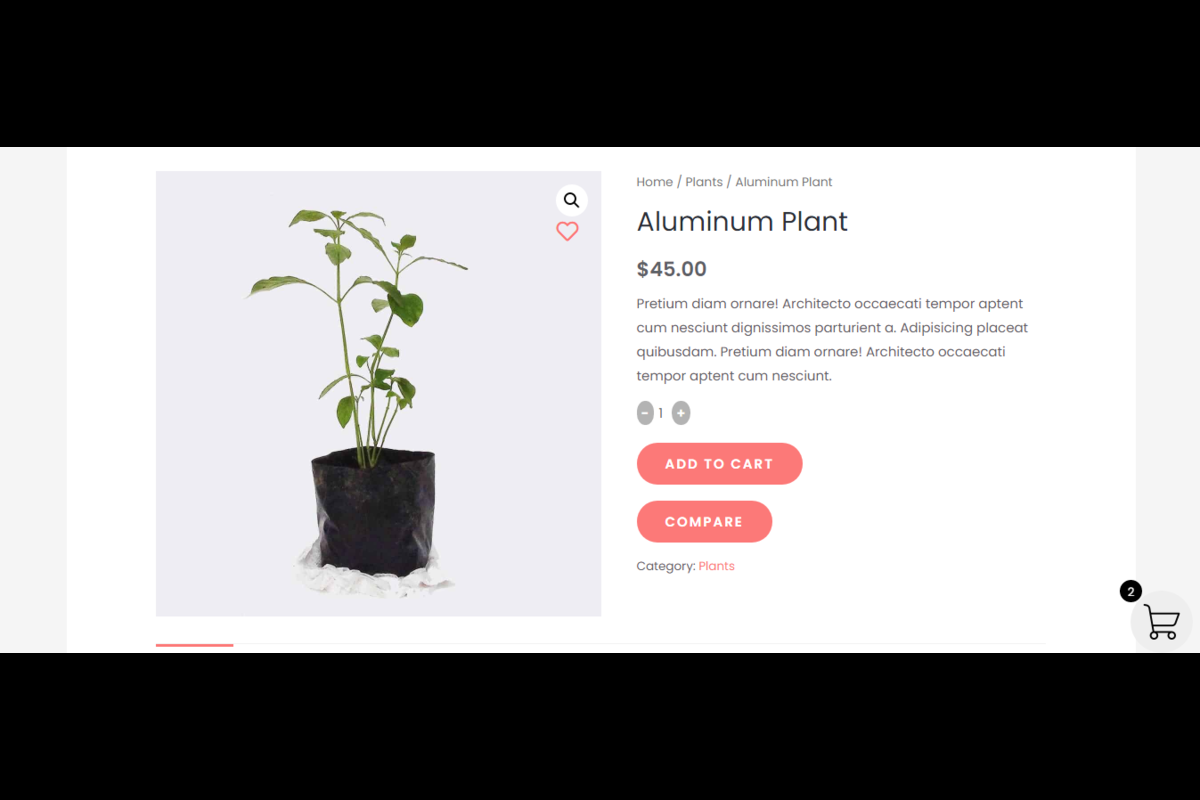 Home / Plants / Aluminum Plant
Aluminum Plant
$45.00
Pretium diam ornare! Architecto occaecati tempor aptent
cum nesciunt dignissimos parturient a. Adipisicing placeat
quibusdam. Pretium diam ornare! Architecto occaecati
tempor aptent cum nesciunt.
- 1 +
ADD TO CART
COMPARE
Category: Plants
2